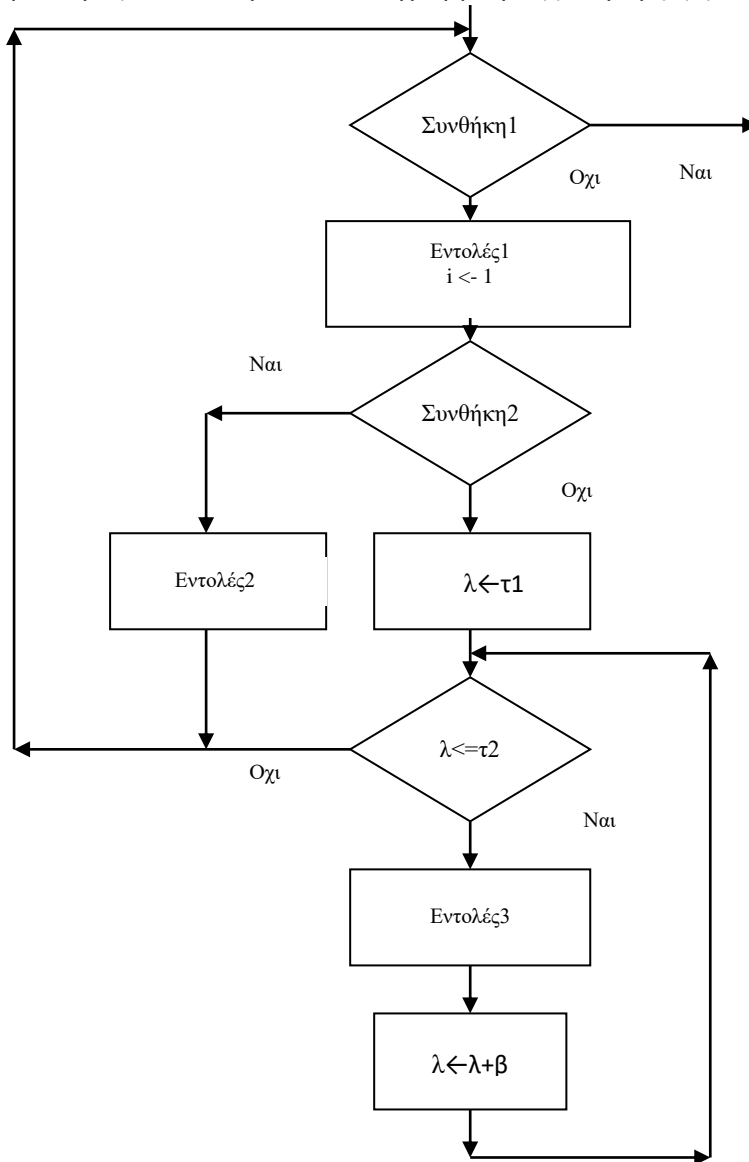 Συνθήκη1
Οχι
Ναι
Εντολές1
i <- 1
Ναι
Συνθήκη2
Οχι
Εντολές2
λ←τ1
λ<=τ2
Οχι
Ναι
Εντολές3
λ←λ+β